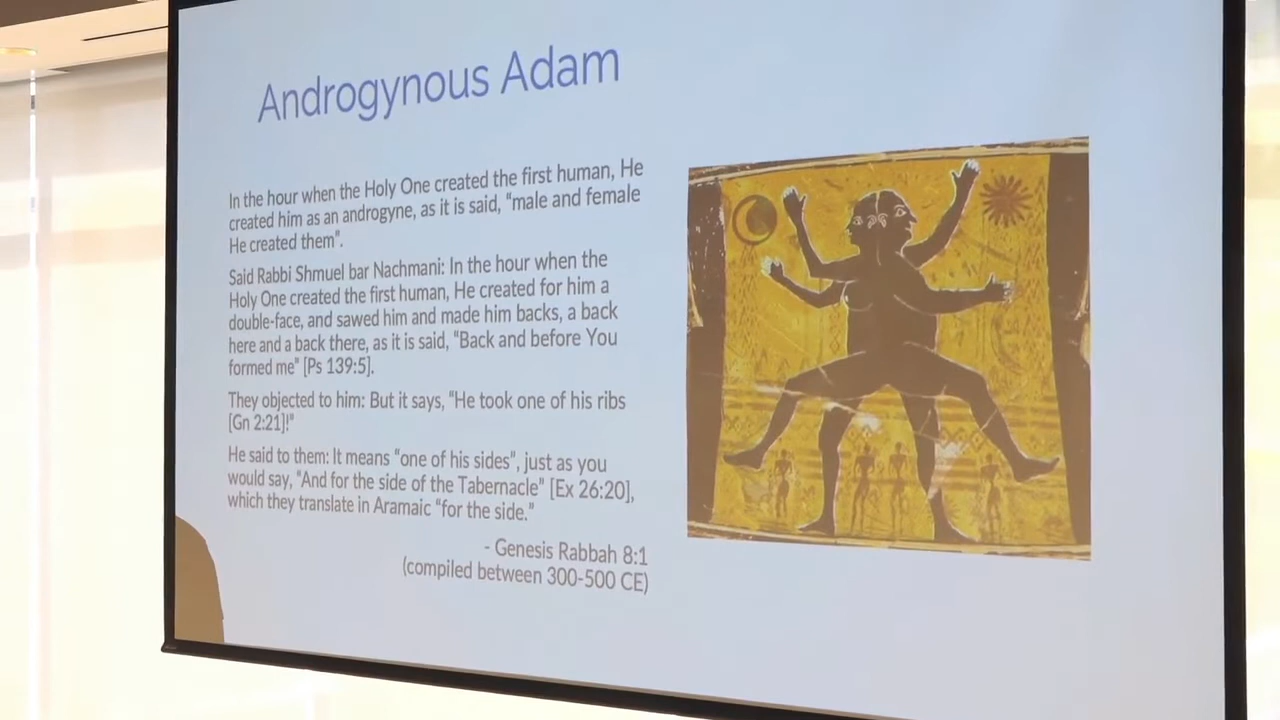 Androgynous Adam
In the hour when the Holy One created the first human, He
created him as an androgyne, as it is said, "male and female
He created them".
Said Rabbi Shmuel bar Nachmani: In the hour when the
Holy One created the first human, He created for him a
double-face, and sawed him and made him backs, a back
here and a back there, as it is said, "Back and before You
formed me" [Ps 139:5].
They objected to him: But it says, "He took one of his ribs
[Gn 2:21]!"
He said to them: It means "one of his sides", just as you
would say, "And for the side of the Tabernacle" [Ex 26:20],
which they translate in Aramaic "for the side."
- Genesis Rabbah 8:1
(compiled between 300-500 CE)